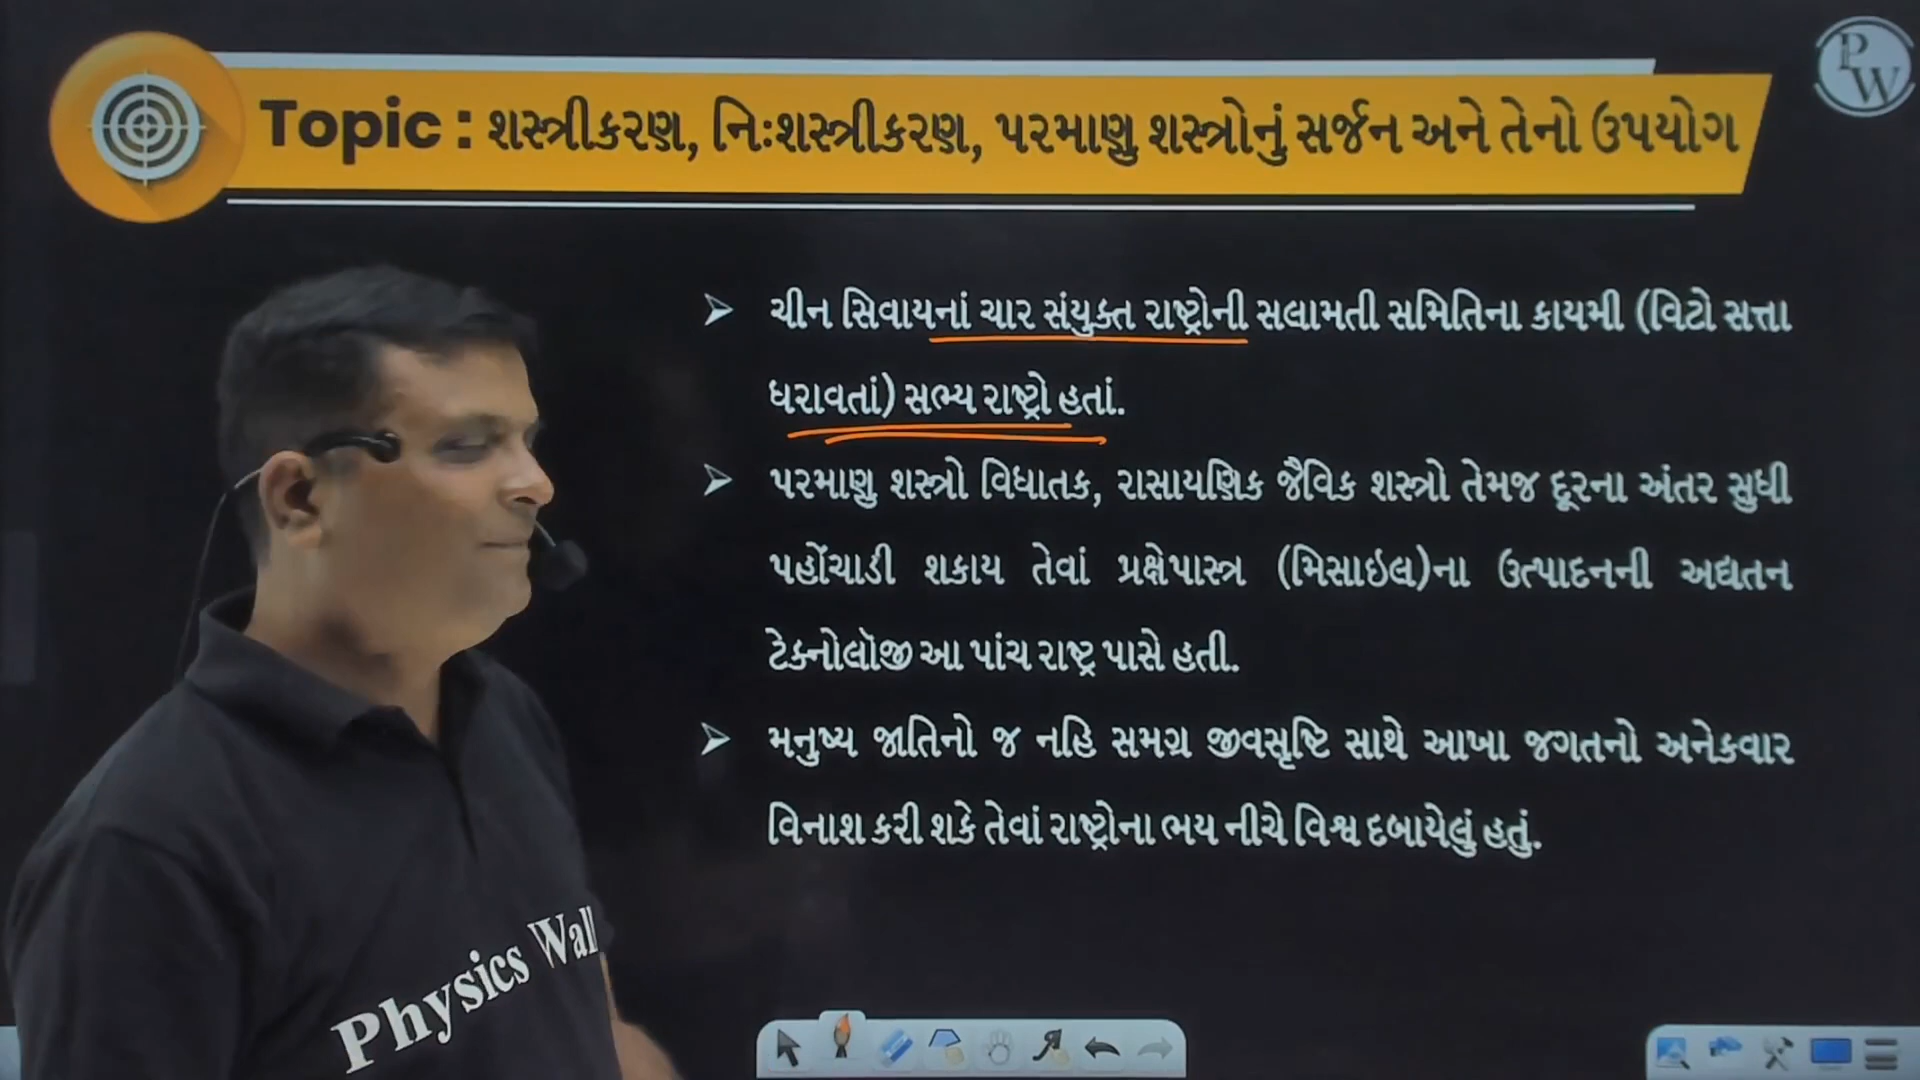 PW
Topic : શસ્ત્રીકરણ, નિઃશસ્ત્રીકરણ, પરમાણુ શસ્ત્રોનું સર્જન અને તેનો ઉપયોગ
➢ ચીન સિવાયનાં ચાર સંયુક્ત રાષ્ટ્રોની સલામતી સમિતિના કાયમી (વિટો સત્તા
ધરાવતાં) સભ્ય રાષ્ટ્રો હતાં.
➢ પરમાણુ શસ્ત્રો વિઘાતક, રાસાયણિક જૈવિક શસ્ત્રો તેમજ દૂરના અંતર સુધી
પહોંચાડી શકાય તેવાં પ્રક્ષેપાસ્ત્ર (મિસાઇલ)ના ઉત્પાદનની અદ્યતન
ટેક્નોલૉજી આ પાંચ રાષ્ટ્ર પાસે હતી.
➢ મનુષ્ય જાતિનો જ નહિ સમગ્ર જીવસૃષ્ટિ સાથે આખા જગતનો અનેકવાર
વિનાશ કરી શકે તેવાં રાષ્ટ્રોના ભય નીચે વિશ્વ દબાયેલું હતું.
Physics Wall